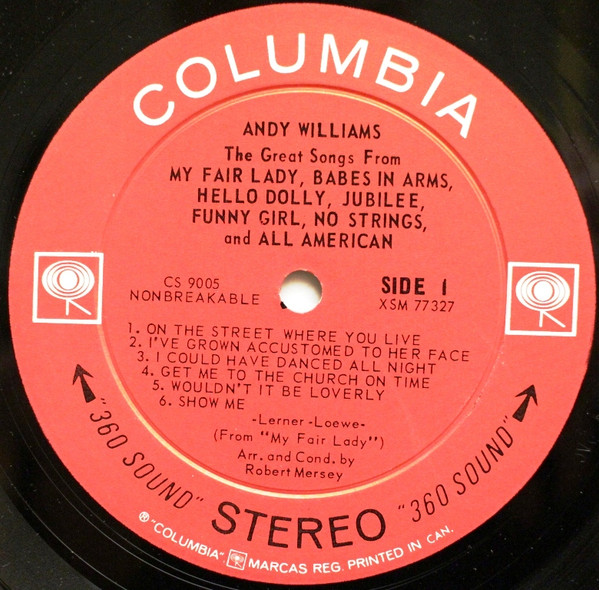 COLUMBIA
ANDY WILLIAMS
The Great Songs From
MY FAIR LADY, BABES IN ARMS,
HELLO DOLLY, JUBILEE,
FUNNY GIRL, NO STRINGS,
and ALL AMERICAN
CS 9005
NONBREAKABLE
SIDE 1
XSM 77327
1. ON THE STREET WHERE YOU LIVE
2. I'VE GROWN ACCUSTOMED TO HER FACE
3. I COULD HAVE DANCED ALL NIGHT
4. GET ME TO THE CHURCH ON TIME
5. WOULDN'T IT BE LOVERLY
6. SHOW ME
-Lerner-Loewe-
(From "My Fair Lady")
Arr. and Cond. by
Robert Mersey
"360 SOUND" STEREO "360 SOUND"
® "COLUMBIA" MARCAS REG. PRINTED IN CAN.